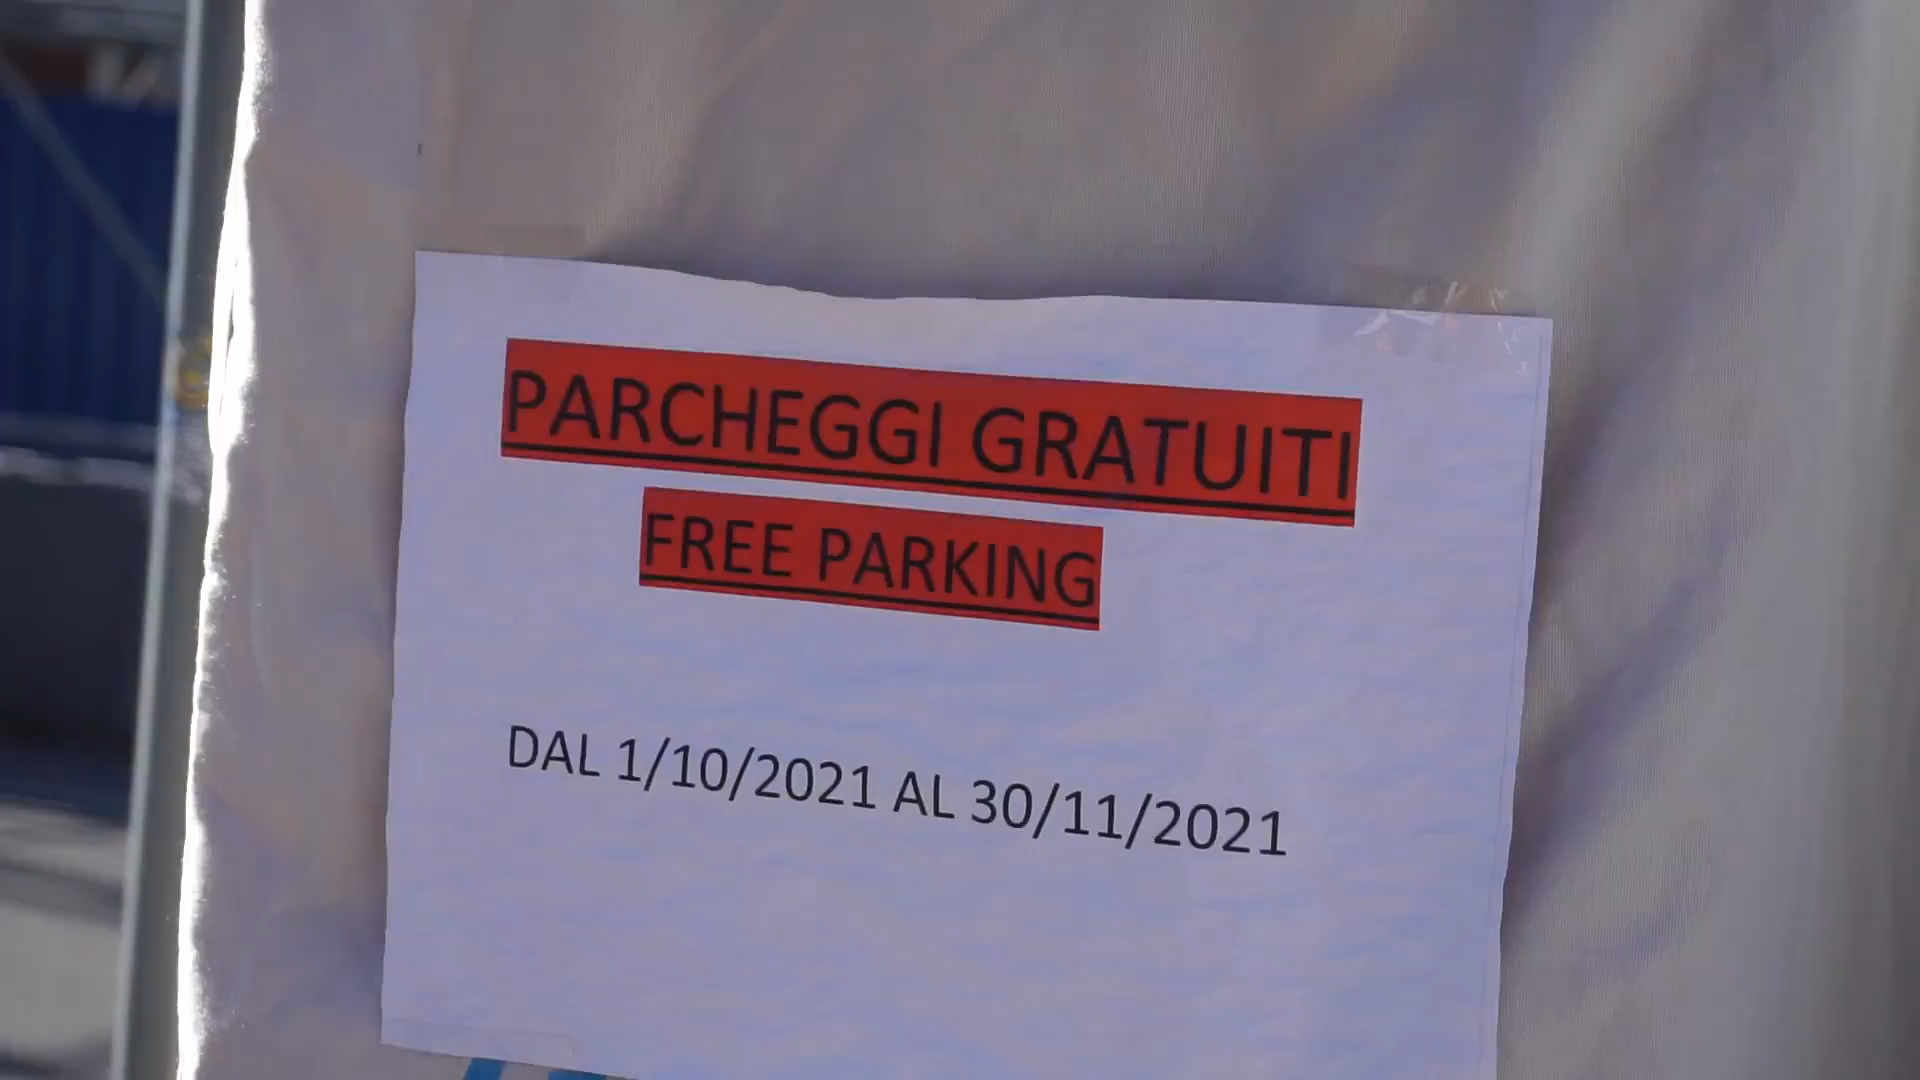 PARCHEGGI GRATUITI
FREE PARKING
DAL 1/10/2021 AL 30/11/2021